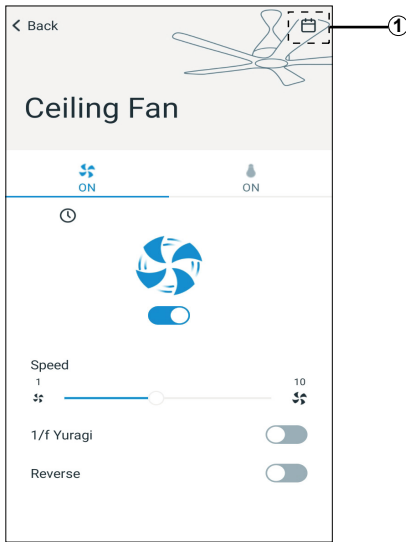 Back
①
Ceiling Fan
ON ON
Speed
1 10
1/f Yuragi
Reverse